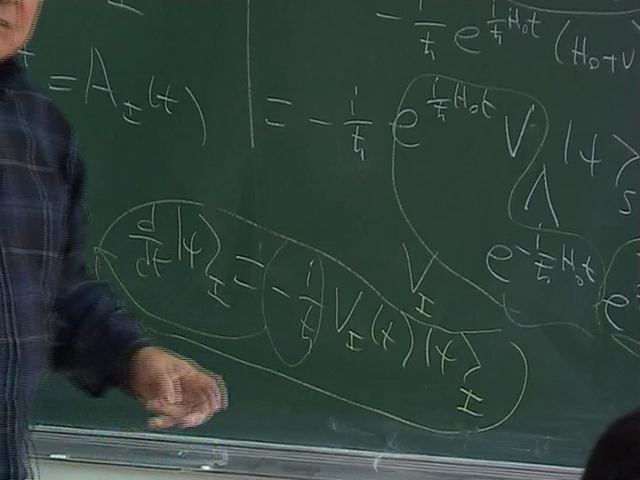 - i/ħ e^{i/ħ H₀t} (H₀+V
= A_I(t)
= - i/ħ e^{i/ħ H₀t} V |ψ⟩_S
e^{-i/ħ H₀t} e
V_I
d/dt |ψ⟩_I = - i/ħ V_I(t) |ψ⟩_I